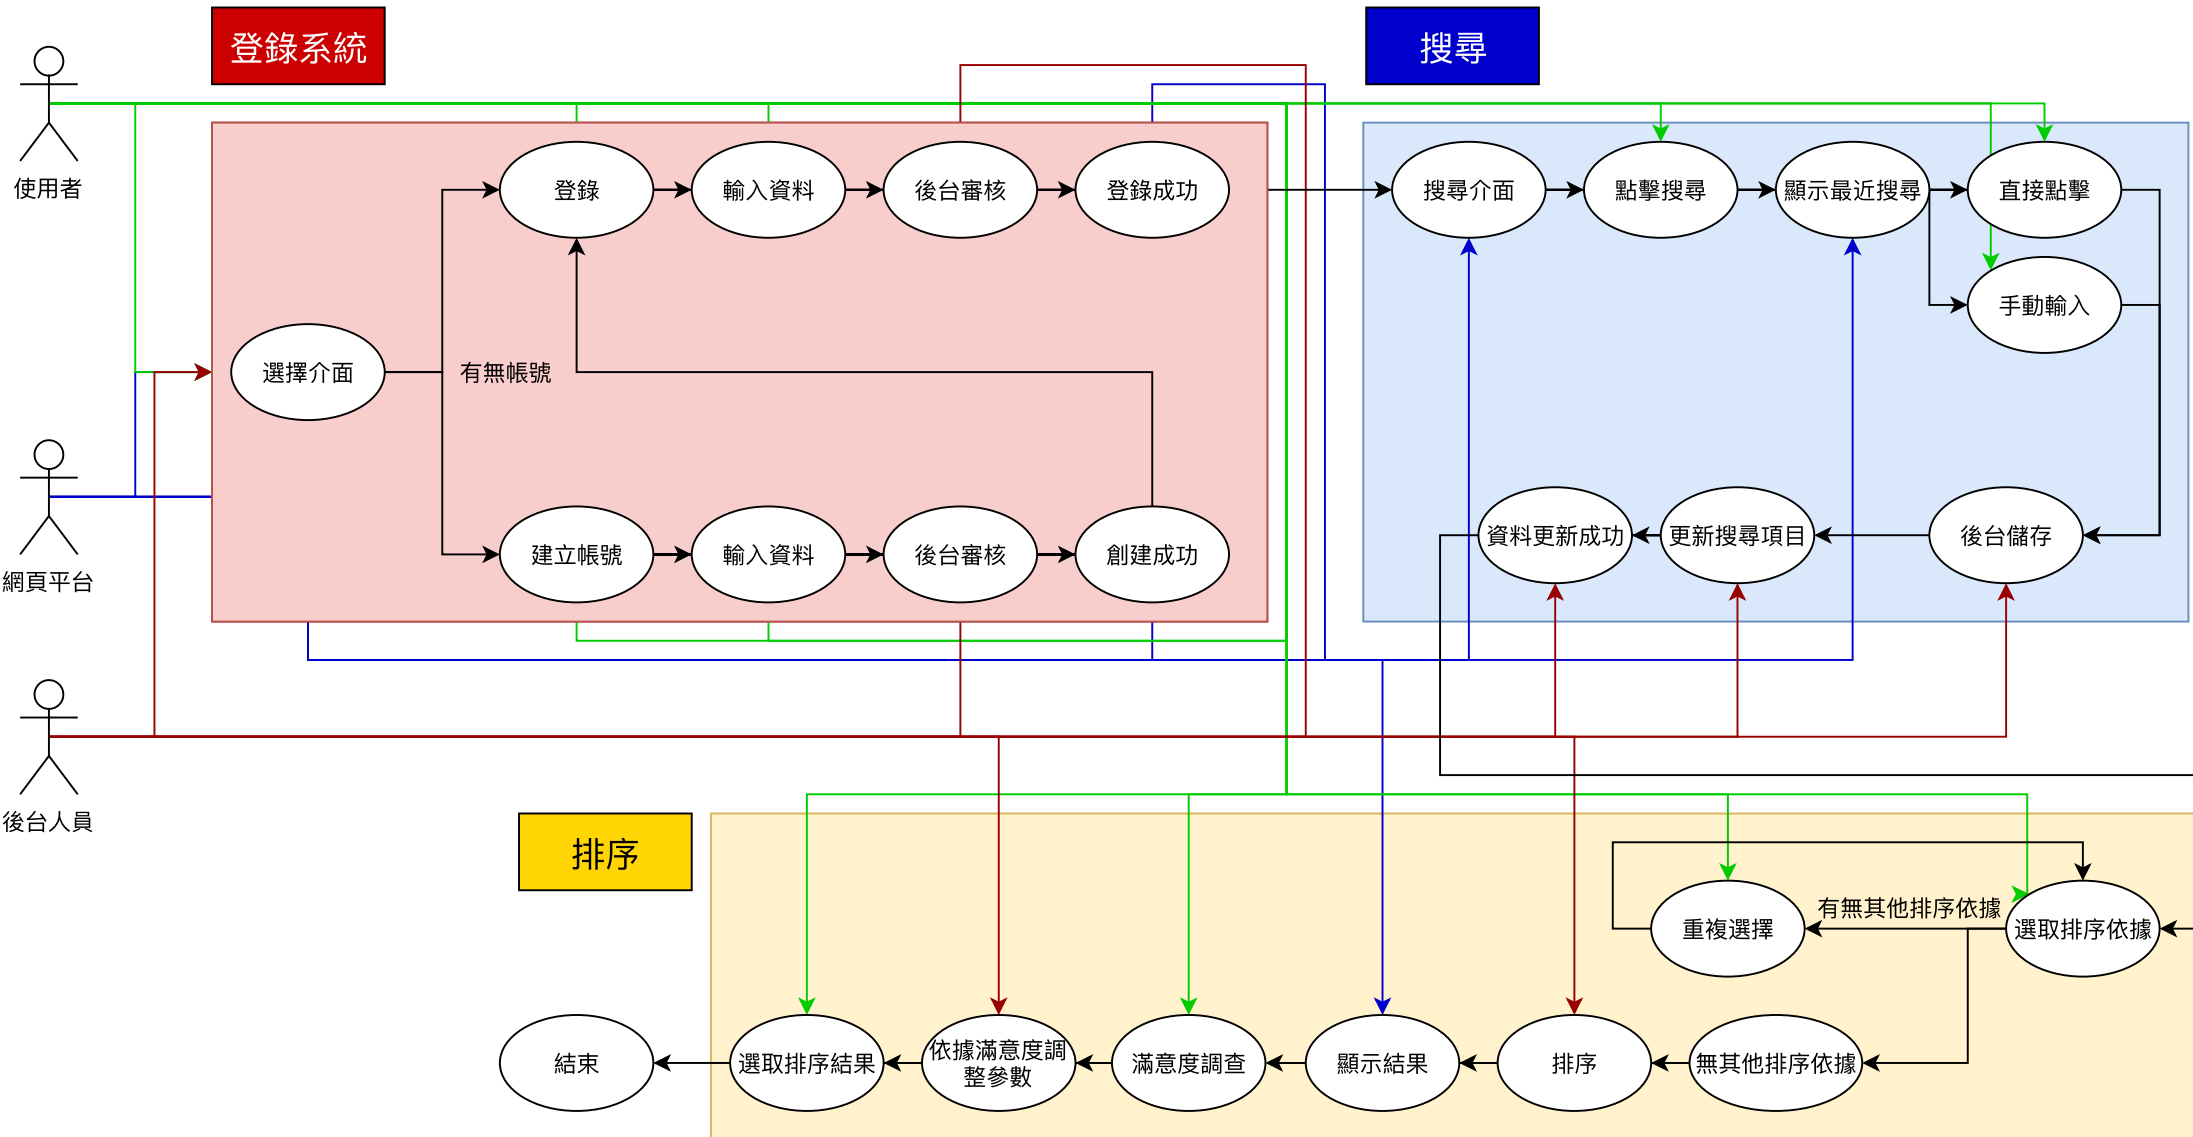 登錄系統
搜尋
使用者
登錄
輸入資料
後台審核
登錄成功
搜尋介面
點擊搜尋
顯示最近搜尋
直接點擊
手動輸入
選擇介面
有無帳號
建立帳號
輸入資料
後台審核
創建成功
資料更新成功
更新搜尋項目
後台儲存
網頁平台
後台人員
排序
重複選擇
有無其他排序依據
選取排序依據
結束
選取排序結果
依據滿意度調
整參數
滿意度調查
顯示結果
排序
無其他排序依據